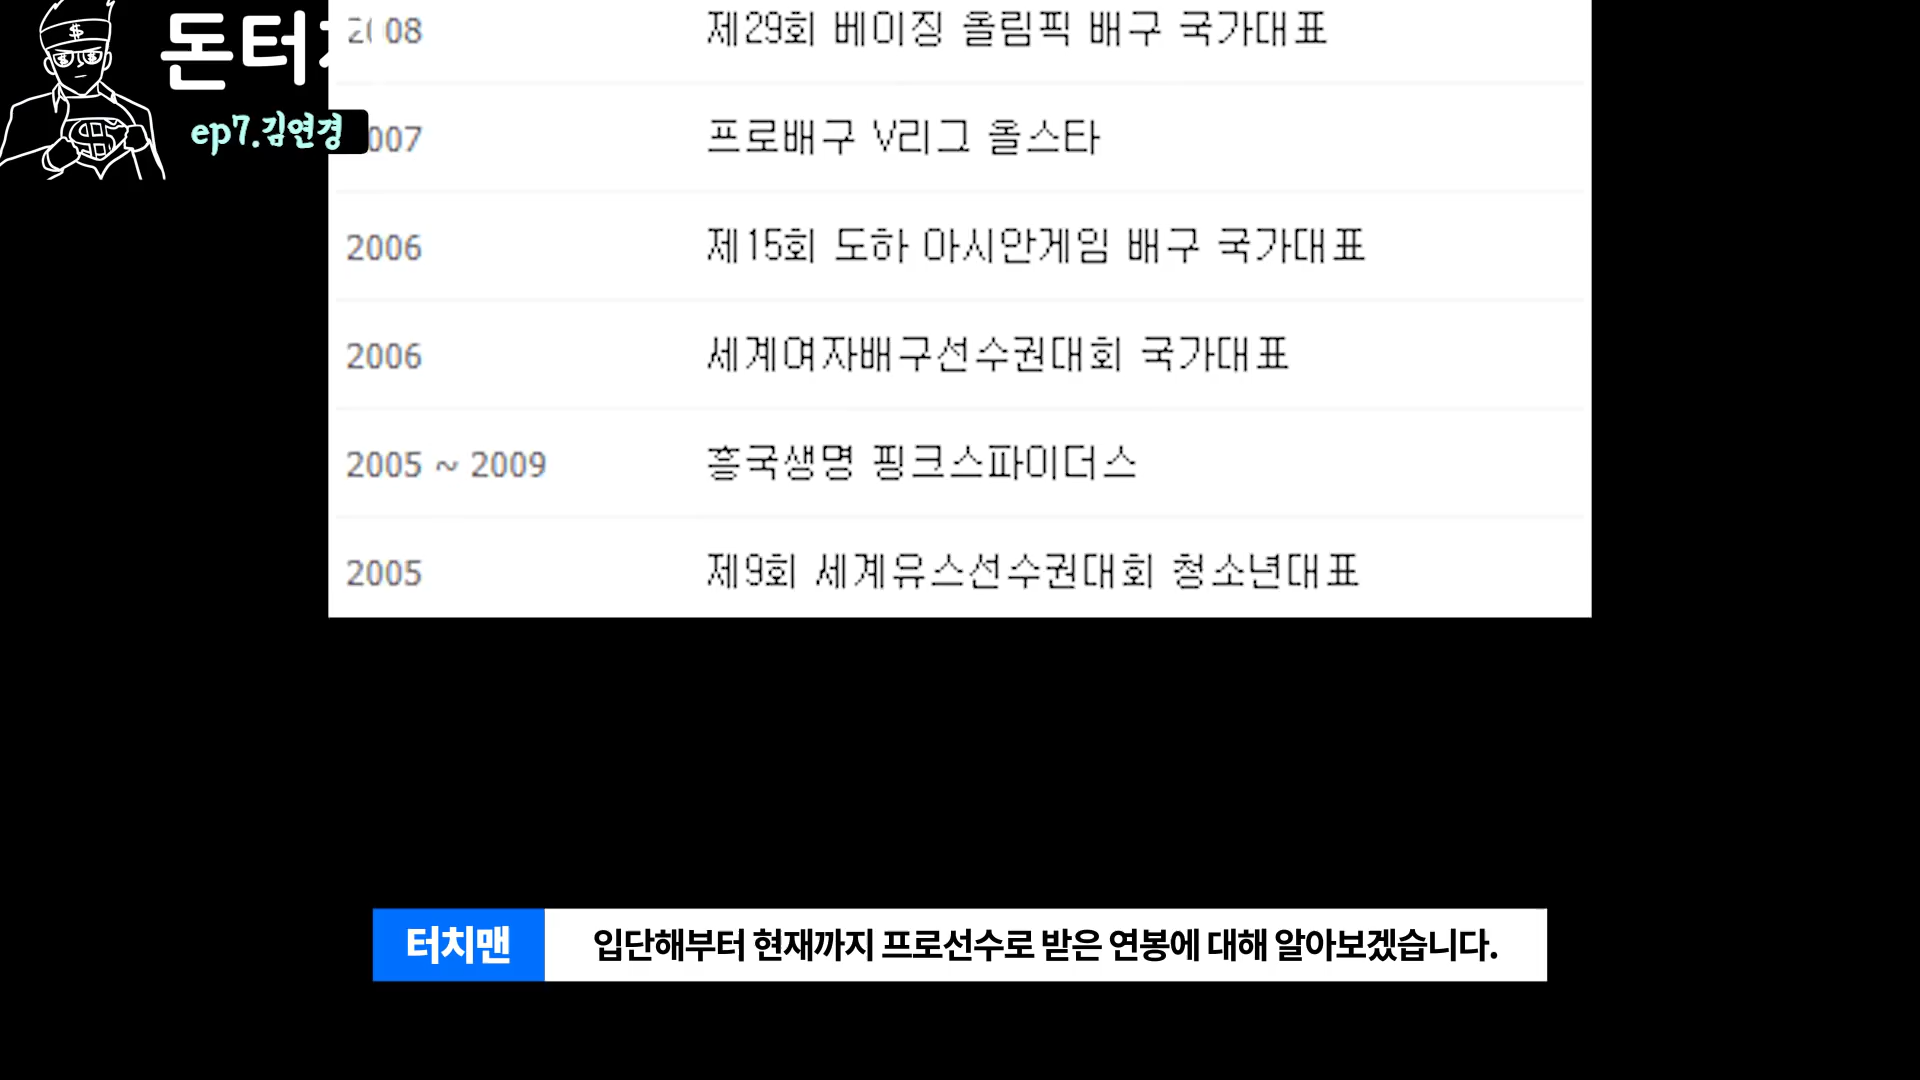 돈터
ep7.김연경
2008 제29회 베이징 올림픽 배구 국가대표
007 프로배구 V리그 올스타
2006 제15회 도하 아시안게임 배구 국가대표
2006 세계여자배구선수권대회 국가대표
2005 ~ 2009 흥국생명 핑크스파이더스
2005 제9회 세계유스선수권대회 청소년대표
터치맨 입단해부터 현재까지 프로선수로 받은 연봉에 대해 알아보겠습니다.